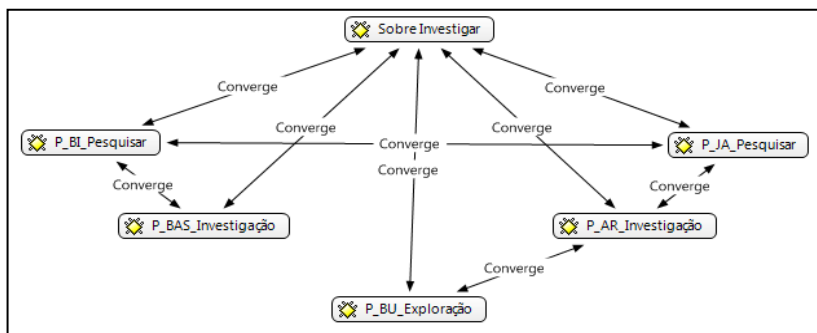 Sobre Investigar
Converge
Converge
Converge
Converge
P_BI_Pesquisar
Converge
P_JA_Pesquisar
Converge
Converge
Converge
P_BAS_Investigação
P_AR_Investigação
Converge
P_BU_Exploração